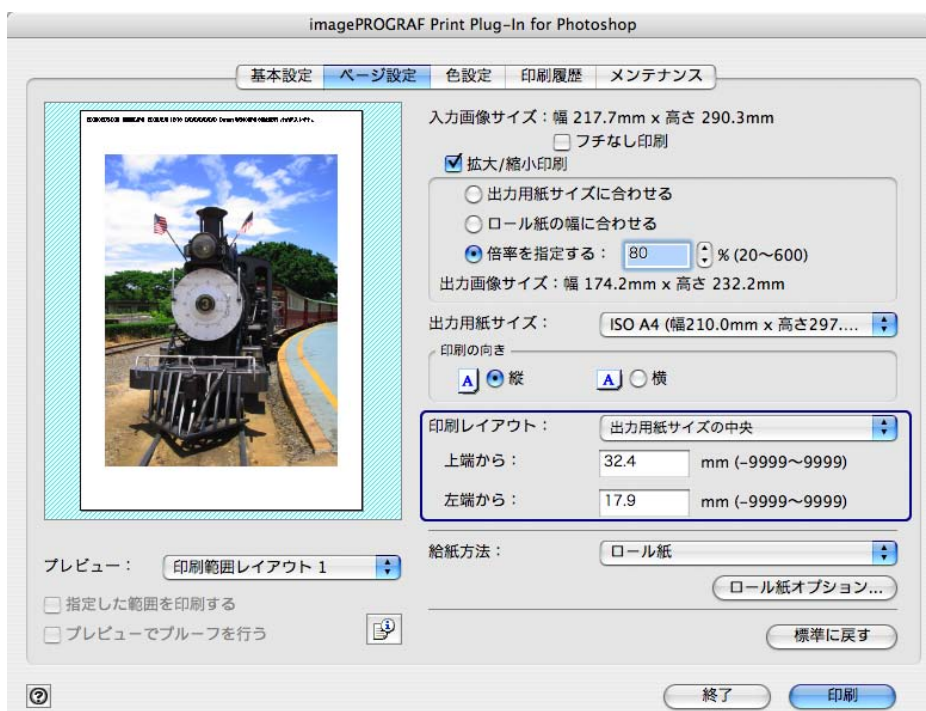 imagePROGRAF Print Plug-In for Photoshop
基本設定 ページ設定 色設定 印刷履歴 メンテナンス
入力画像サイズ：幅 217.7mm x 高さ 290.3mm
フチなし印刷
拡大/縮小印刷
出力用紙サイズに合わせる
ロール紙の幅に合わせる
倍率を指定する： 80 % (20～600)
出力画像サイズ：幅 174.2mm x 高さ 232.2mm
出力用紙サイズ： ISO A4 (幅210.0mm x 高さ297....
印刷の向き
A 縦 A 横
印刷レイアウト： 出力用紙サイズの中央
上端から： 32.4 mm (-9999～9999)
左端から： 17.9 mm (-9999～9999)
給紙方法： ロール紙
ロール紙オプション...
プレビュー： 印刷範囲レイアウト 1
指定した範囲を印刷する
プレビューでプルーフを行う
標準に戻す
? 終了 印刷